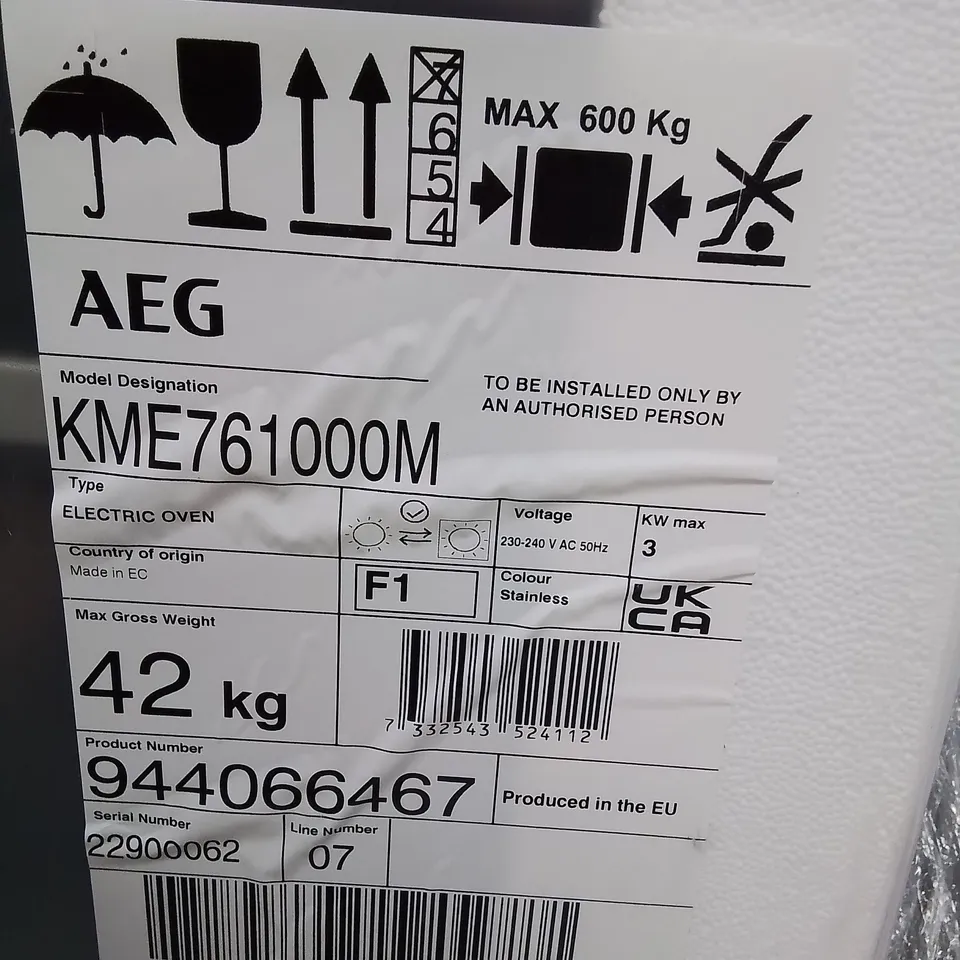 7
6
5
4
MAX 600 Kg
AEG
Model Designation
KME761000M
TO BE INSTALLED ONLY BY
AN AUTHORISED PERSON
Type
ELECTRIC OVEN
Voltage
230-240 V AC 50Hz
KW max
3
Country of origin
Made in EC
F1
Colour
Stainless
UK
CA
Max Gross Weight
42 kg
7 332543 524112
Product Number
944066467
Produced in the EU
Serial Number
22900062
Line Number
07